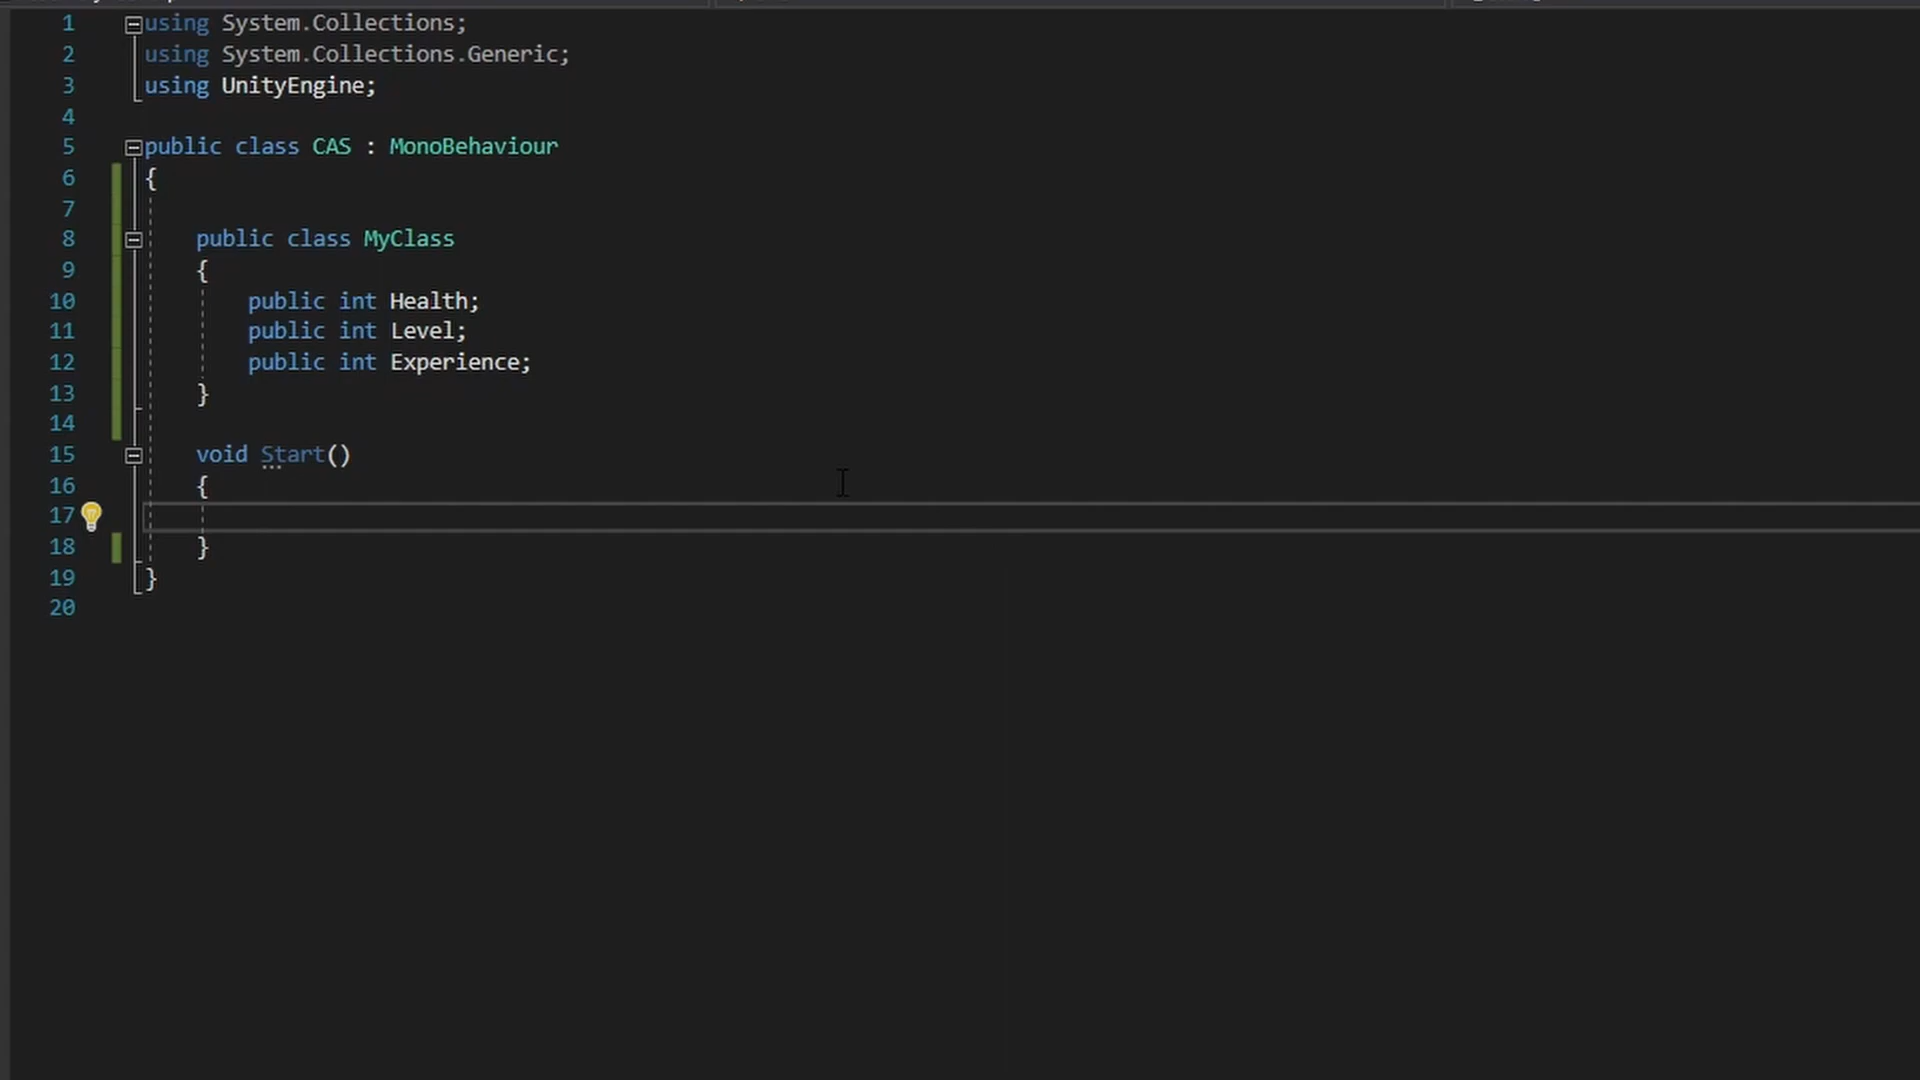 1 using System.Collections;
2 using System.Collections.Generic;
3 using UnityEngine;
4
5 public class CAS : MonoBehaviour
6 {
7
8 public class MyClass
9 {
10 public int Health;
11 public int Level;
12 public int Experience;
13 }
14
15 void Start()
16 {
17
18 }
19 }
20